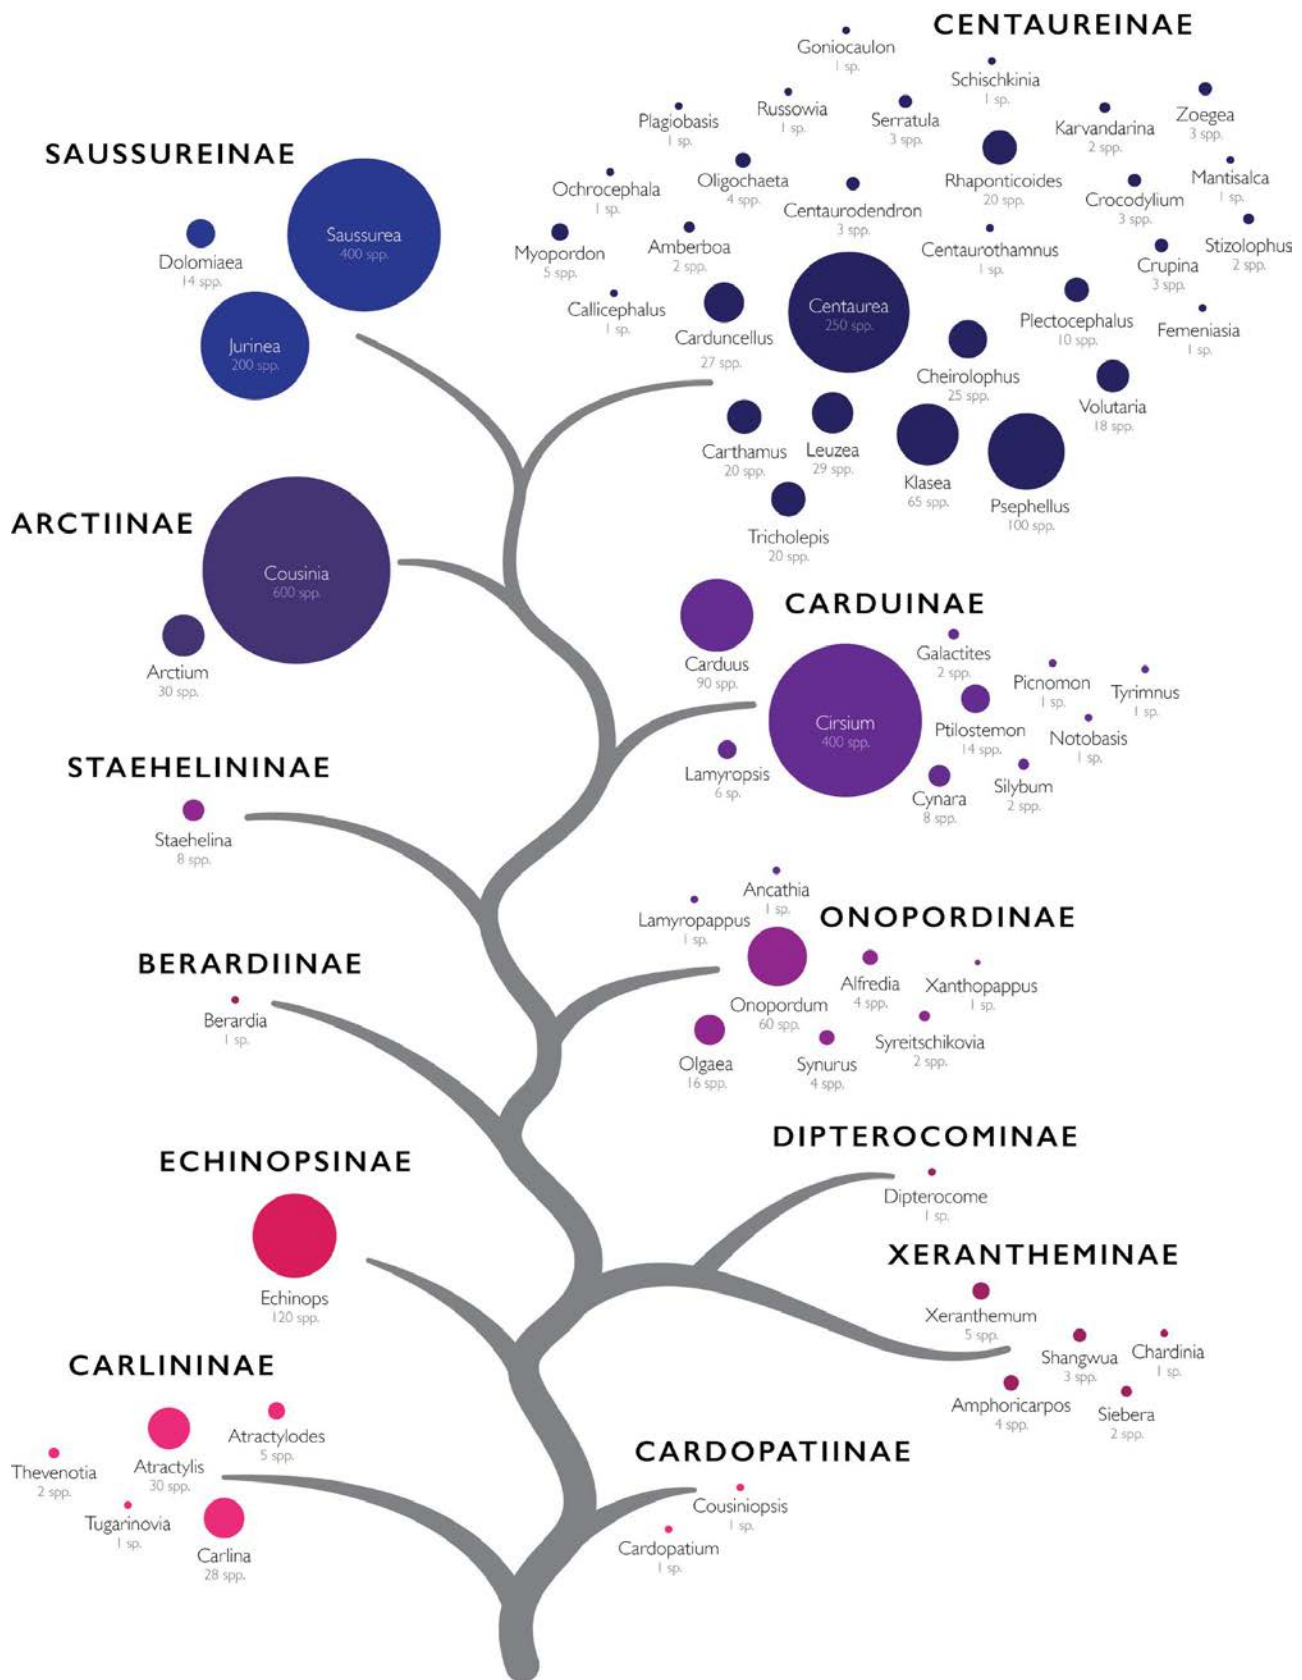 CENTAUREINAE
Goniocaulon
1 sp.
Schischkinia
1 sp.
Russowia
1 sp.
Plagiobasis
1 sp.
Serratula
3 spp.
Karvandarina
2 spp.
Zoegea
3 spp.
Ochrocephala
1 sp.
Oligochaeta
4 spp.
Centaurodendron
3 spp.
Rhaponticoides
20 spp.
Crocodylium
3 spp.
Mantisalca
1 sp.
Myopordon
5 spp.
Amberboa
2 spp.
Centaurothamnus
1 sp.
Crupina
3 spp.
Stizolophus
2 spp.
Callicephalus
1 sp.
Carduncellus
27 spp.
Centaurea
250 spp.
Plectocephalus
10 spp.
Femeniasia
1 sp.
Cheirolophus
25 spp.
Volutaria
18 spp.
Carthamus
20 spp.
Leuzea
29 spp.
Klasea
65 spp.
Psephellus
100 spp.
Tricholepis
20 spp.
SAUSSUREINAE
Saussurea
400 spp.
Dolomiaea
14 spp.
Jurinea
200 spp.
ARCTIINAE
Cousinia
600 spp.
Arctium
30 spp.
CARDUINAE
Carduus
90 spp.
Galactites
2 spp.
Picnomon
1 sp.
Tyrimnus
1 sp.
Cirsium
400 spp.
Ptilostemon
14 spp.
Notobasis
1 sp.
Lamyropsis
6 sp.
Cynara
8 spp.
Silybum
2 spp.
STAEHELININAE
Staehelina
8 spp.
ONOPORDINAE
Ancathia
1 sp.
Lamyropappus
1 sp.
Onopordum
60 spp.
Alfredia
4 spp.
Xanthopappus
1 sp.
Olgaea
16 spp.
Synurus
4 spp.
Syreitschikovia
2 spp.
BERARDIINAE
Berardia
1 sp.
DIPTEROCOMINAE
Dipterocome
1 sp.
ECHINOPSINAE
Echinops
120 spp.
XERANTHEMINAE
Xeranthemum
5 spp.
Shangwua
3 spp.
Chardinia
1 sp.
Amphoricarpos
4 spp.
Siebera
2 spp.
CARLININAE
Atractylodes
5 spp.
Atractylis
30 spp.
Thevenotia
2 spp.
Tugarinovia
1 sp.
Carlina
28 spp.
CARDOPATIINAE
Cousiniopsis
1 sp.
Cardopatium
1 sp.